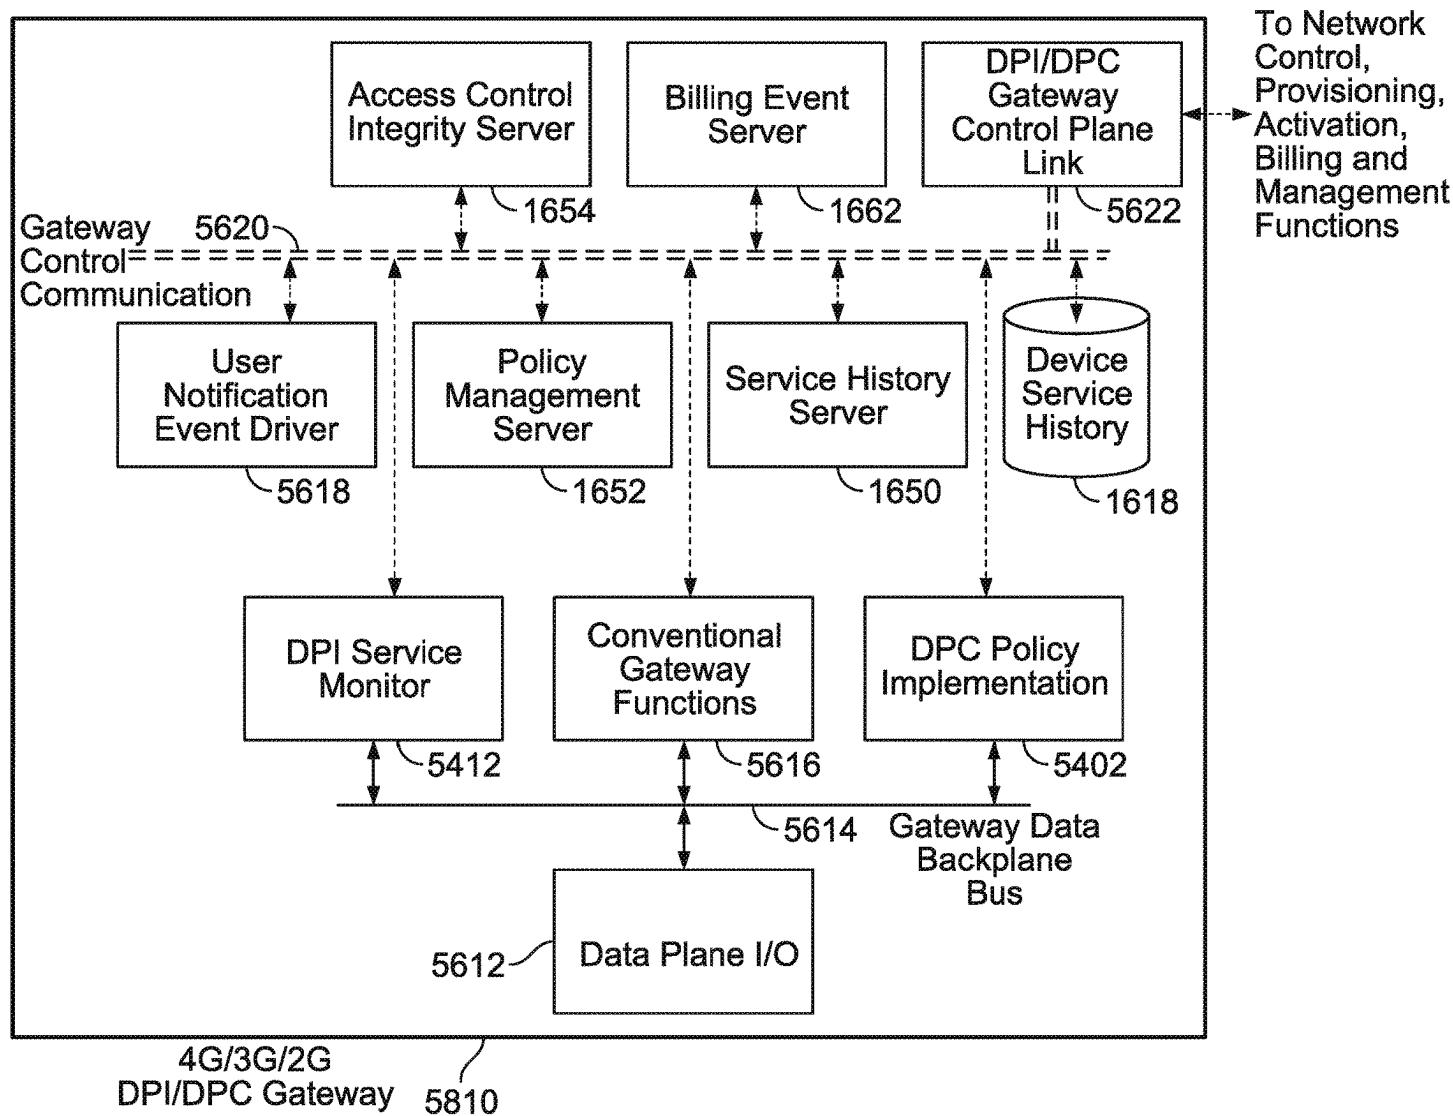 To Network
Control,
Provisioning,
Activation,
Billing and
Management
Functions
Access Control
Integrity Server
1654
Billing Event
Server
1662
DPI/DPC
Gateway
Control Plane
Link
5622
Gateway
Control
Communication
5620
User
Notification
Event Driver
5618
Policy
Management
Server
1652
Service History
Server
1650
Device
Service
History
1618
DPI Service
Monitor
5412
Conventional
Gateway
Functions
5616
DPC Policy
Implementation
5402
5614
Gateway Data
Backplane
Bus
Data Plane I/O
5612
4G/3G/2G
DPI/DPC Gateway
5810